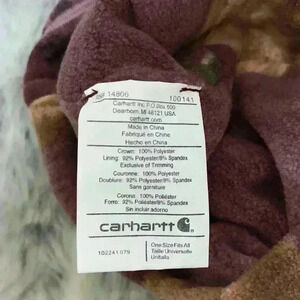 14806 100141
Carhartt Inc. P.O. Box 600
Dearborn, MI 48121, USA
carhartt.com
Made in China
Fabriqué en Chine
Hecho en China
Crown: 100% Polyester
Lining: 92% Polyester/8% Spandex
Exclusive of Trimming
Couronne: 100% Polyester
Doublure: 92% Polyester/8% Spandex
Sans garniture
Corona: 100% Poliéster
Forro: 92% Poliéster/8% Spandex
Sin incluir adorno
carhartt
102241 079
One Size Fits All
Taille Universelle
Unitalla